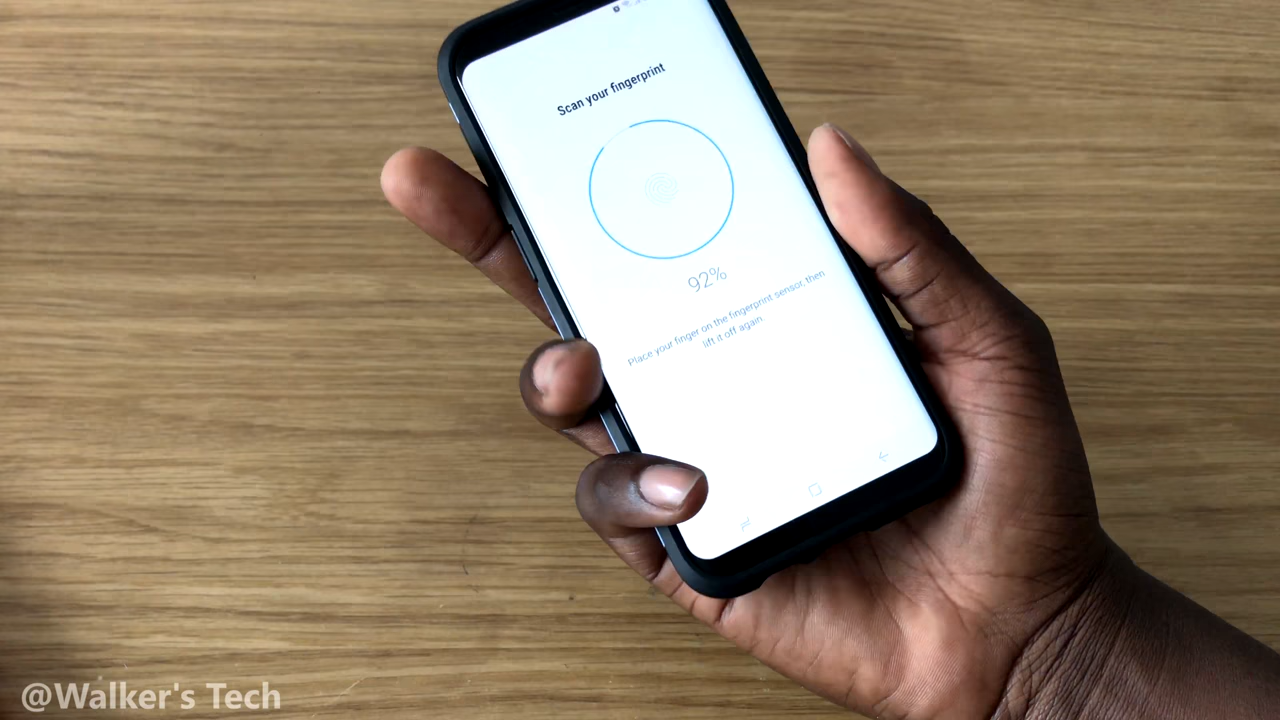 Scan your fingerprint
92%
Place your finger on the fingerprint sensor, then
lift it off again.
@Walker's Tech